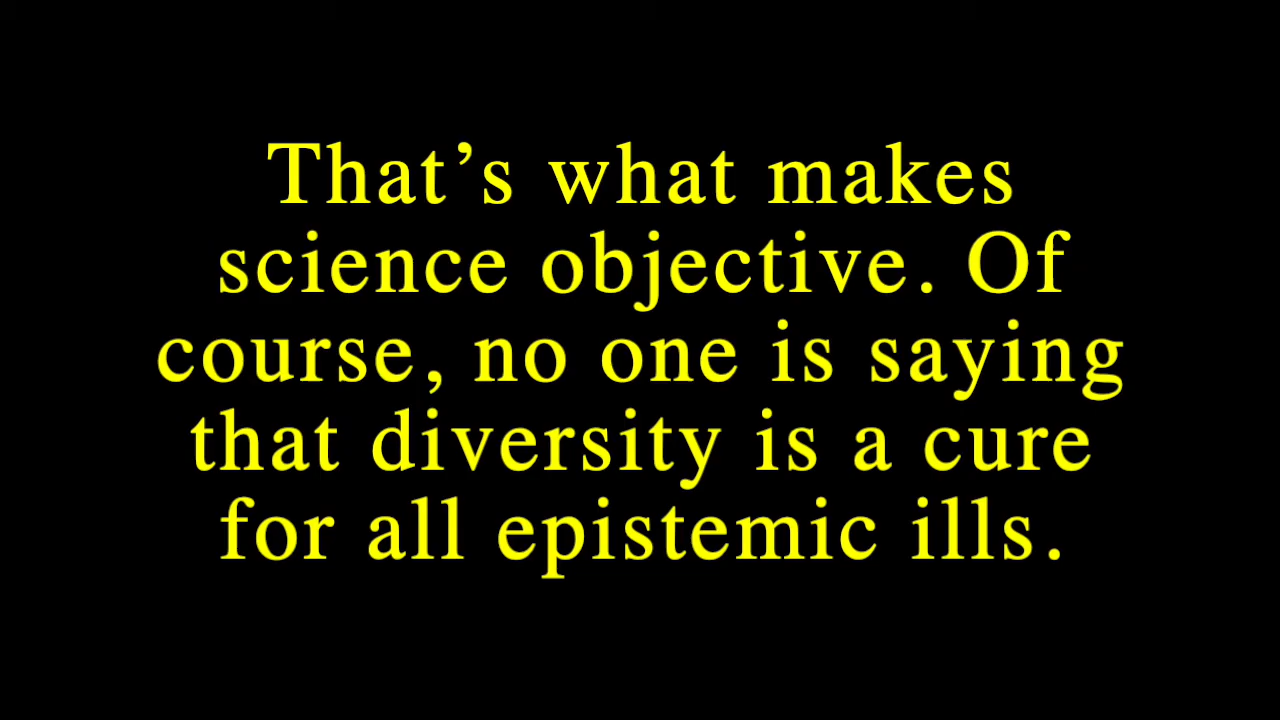 That’s what makes
science objective. Of
course, no one is saying
that diversity is a cure
for all epistemic ills.